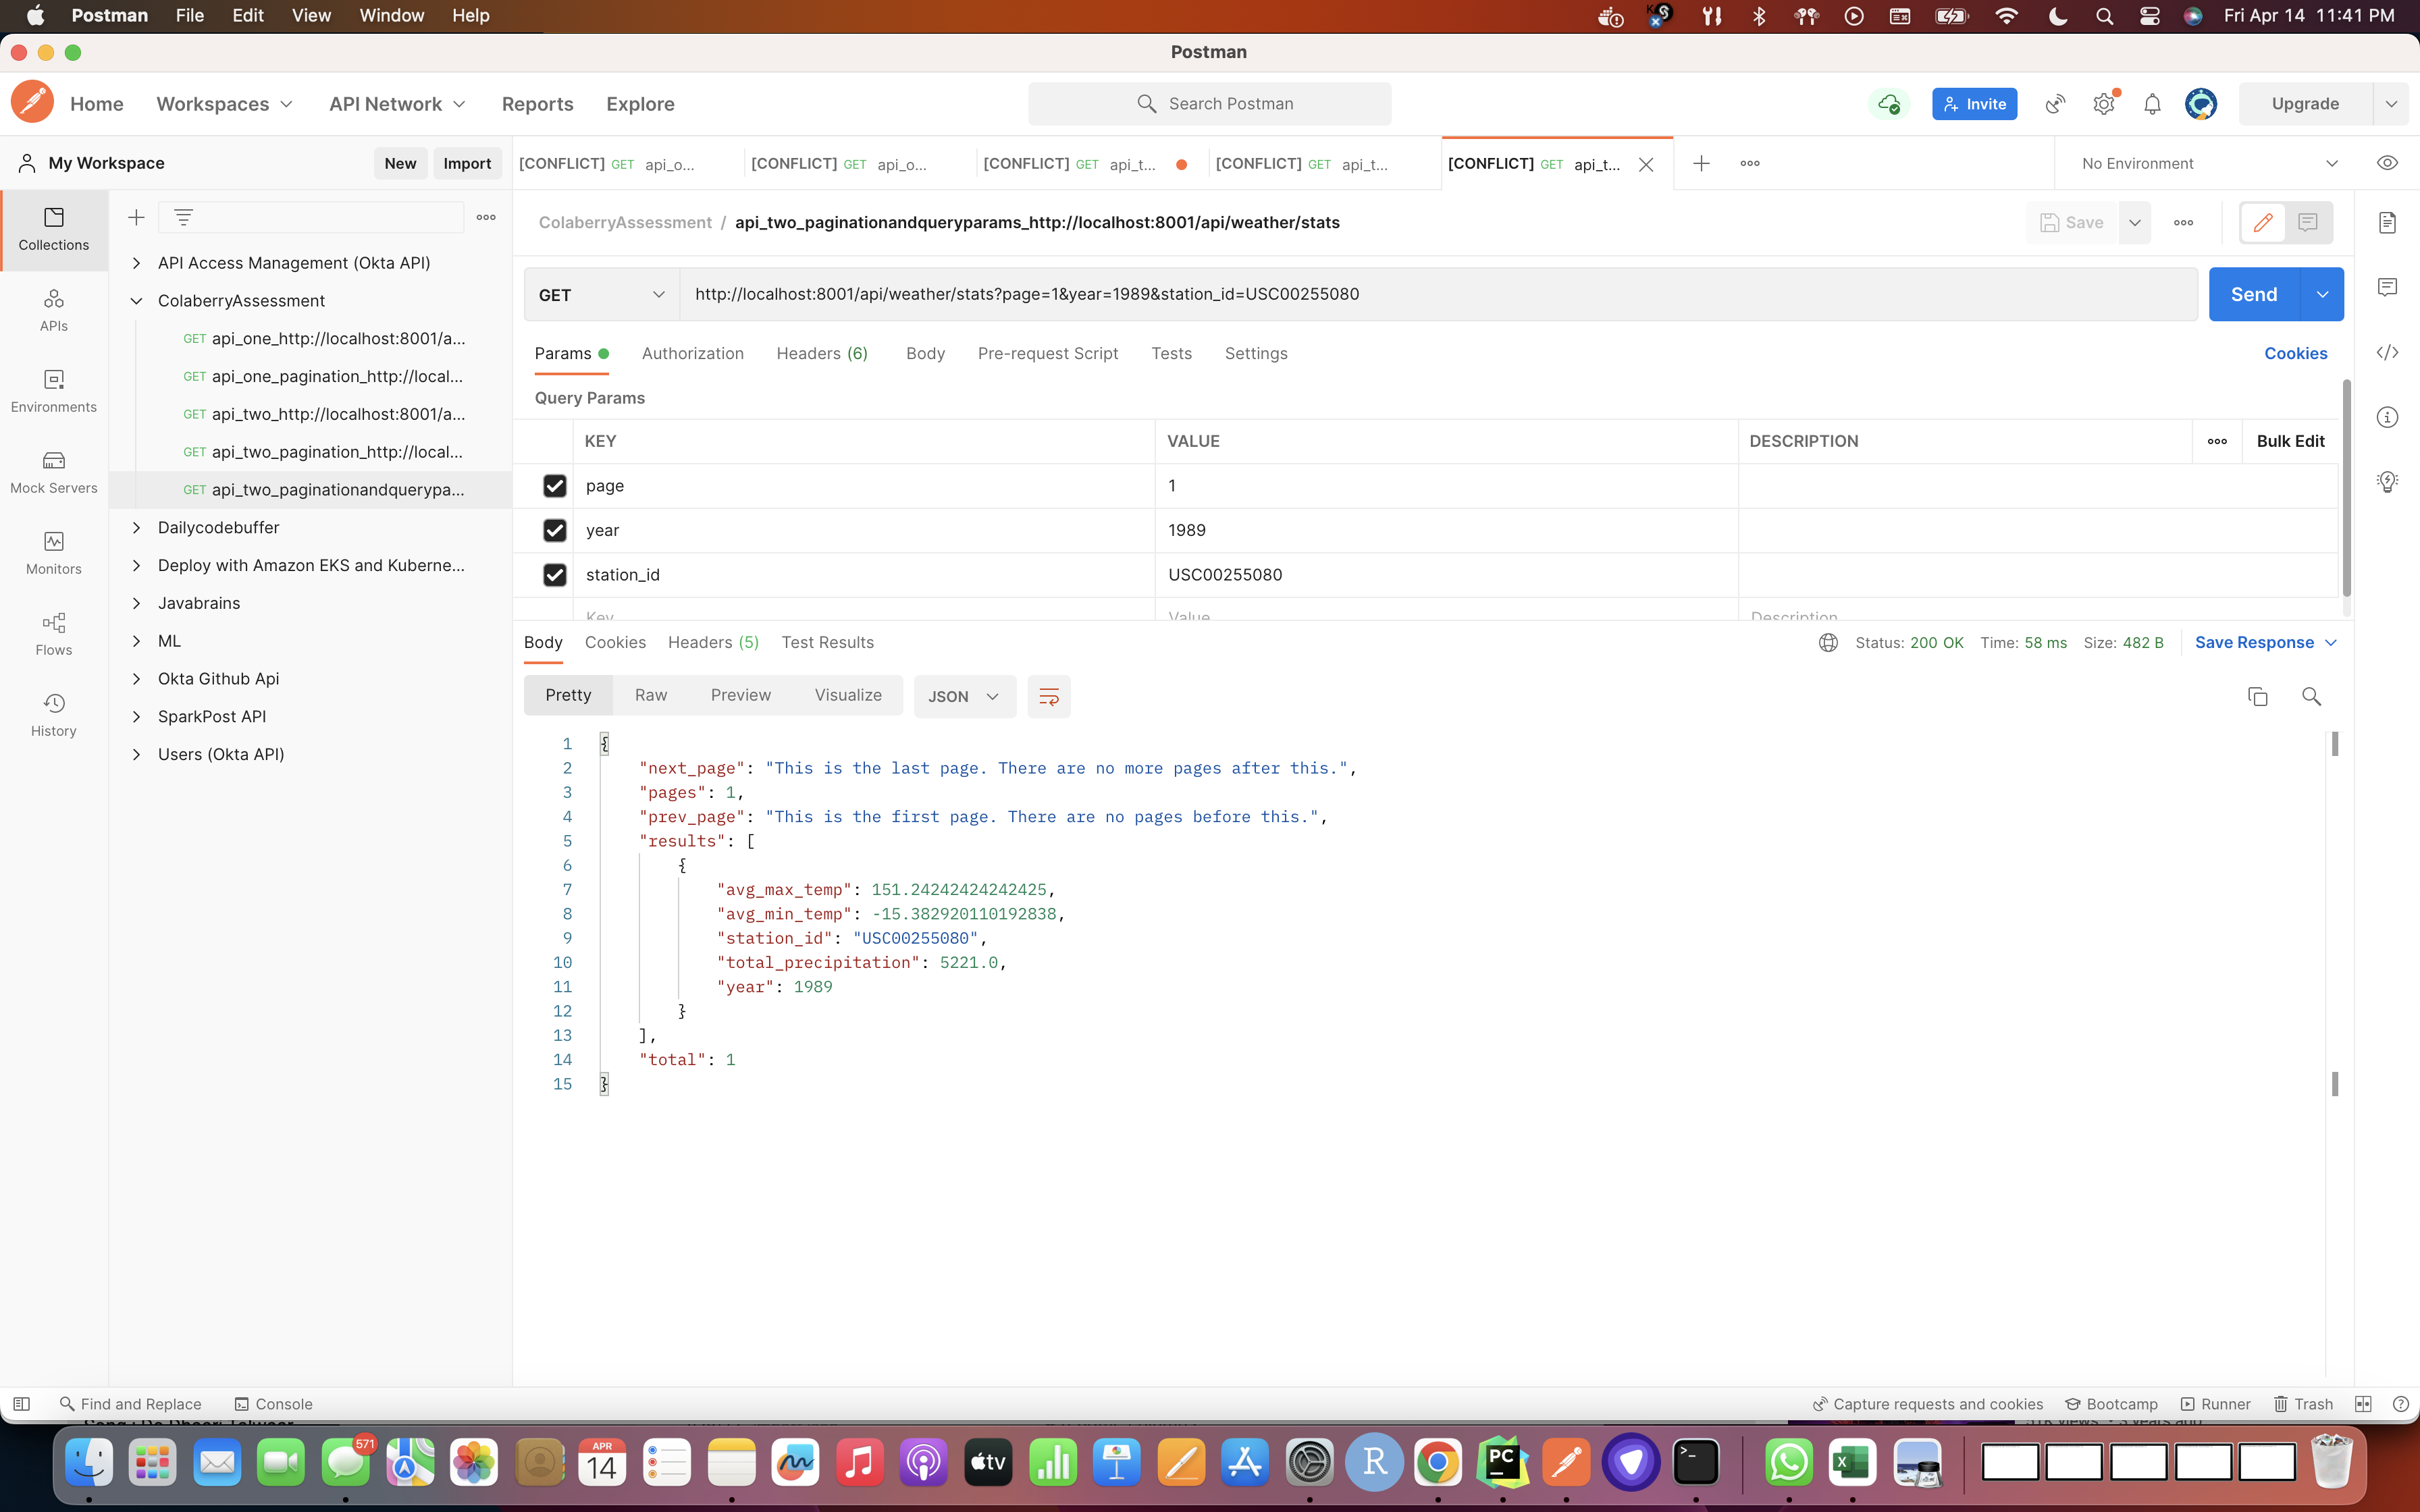 Postman File Edit View Window Help Fri Apr 14 11:41 PM
Postman
Home Workspaces API Network Reports Explore Search Postman Invite Upgrade
My Workspace New Import [CONFLICT] GET api_o... [CONFLICT] GET api_o... [CONFLICT] GET api_t... [CONFLICT] GET api_t... [CONFLICT] GET api_t... No Environment
ColaberryAssessment / api_two_paginationandqueryparams_http://localhost:8001/api/weather/stats Save
GET http://localhost:8001/api/weather/stats?page=1&year=1989&station_id=USC00255080 Send
Collections
APIs
Environments
Mock Servers
Monitors
Flows
History
API Access Management (Okta API)
ColaberryAssessment
GET api_one_http://localhost:8001/a...
GET api_one_pagination_http://local...
GET api_two_http://localhost:8001/a...
GET api_two_pagination_http://local...
GET api_two_paginationandquerypa...
Dailycodebuffer
Deploy with Amazon EKS and Kuberne...
Javabrains
ML
Okta Github Api
SparkPost API
Users (Okta API)
Params Authorization Headers (6) Body Pre-request Script Tests Settings Cookies
Query Params
KEY VALUE DESCRIPTION Bulk Edit
page 1
year 1989
station_id USC00255080
Key Value Description
Body Cookies Headers (5) Test Results Status: 200 OK Time: 58 ms Size: 482 B Save Response
Pretty Raw Preview Visualize JSON
1 {
2 "next_page": "This is the last page. There are no more pages after this.",
3 "pages": 1,
4 "prev_page": "This is the first page. There are no pages before this.",
5 "results": [
6 {
7 "avg_max_temp": 151.24242424242425,
8 "avg_min_temp": -15.382920110192838,
9 "station_id": "USC00255080",
10 "total_precipitation": 5221.0,
11 "year": 1989
12 }
13 ],
14 "total": 1
15 }
Find and Replace Console Capture requests and cookies Bootcamp Runner Trash
571
APR
14
tv
R
PC
X